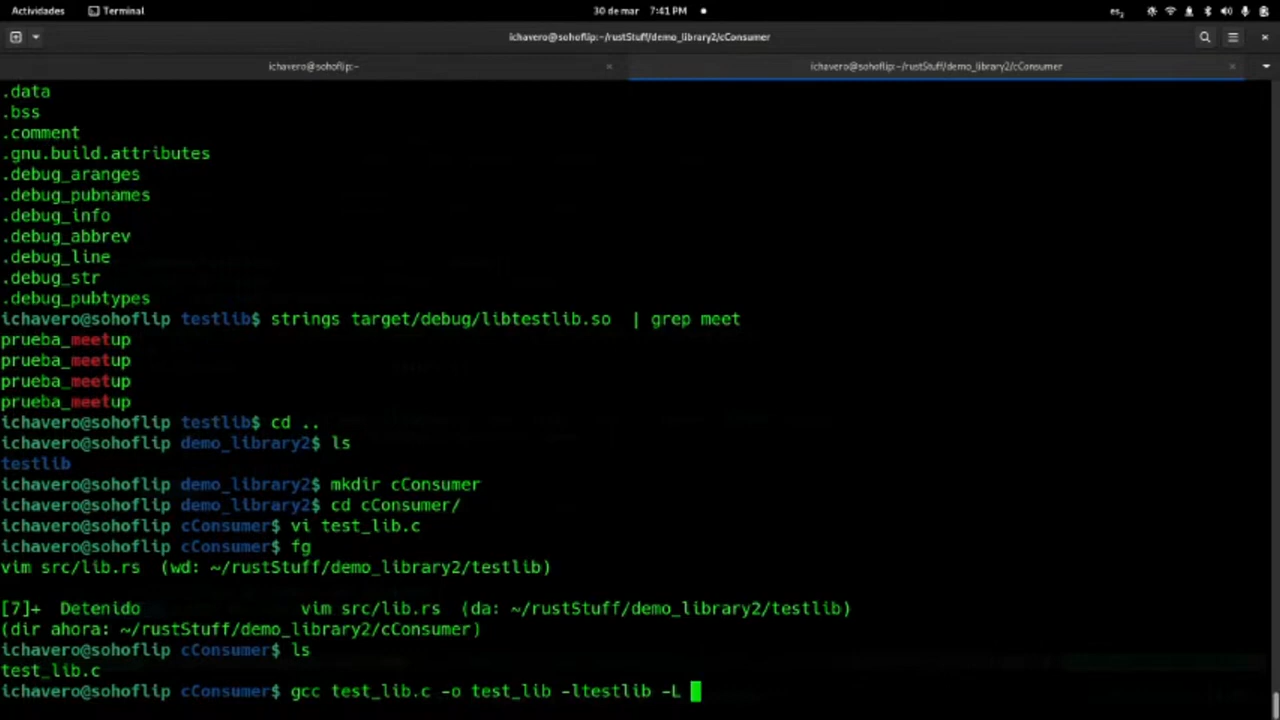 Actividades Terminal 30 de mar 7:41 PM es2
ichavero@sohoflip:~/rustStuff/demo_library2/cConsumer
ichavero@sohoflip:~ ichavero@sohoflip:~/rustStuff/demo_library2/cConsumer
.data
.bss
.comment
.gnu.build.attributes
.debug_aranges
.debug_pubnames
.debug_info
.debug_abbrev
.debug_line
.debug_str
.debug_pubtypes
ichavero@sohoflip testlib$ strings target/debug/libtestlib.so  | grep meet
prueba_meetup
prueba_meetup
prueba_meetup
prueba_meetup
ichavero@sohoflip testlib$ cd ..
ichavero@sohoflip demo_library2$ ls
testlib
ichavero@sohoflip demo_library2$ mkdir cConsumer
ichavero@sohoflip demo_library2$ cd cConsumer/
ichavero@sohoflip cConsumer$ vi test_lib.c
ichavero@sohoflip cConsumer$ fg
vim src/lib.rs  (wd: ~/rustStuff/demo_library2/testlib)
[7]+  Detenido                vim src/lib.rs  (da: ~/rustStuff/demo_library2/testlib)
(dir ahora: ~/rustStuff/demo_library2/cConsumer)
ichavero@sohoflip cConsumer$ ls
test_lib.c
ichavero@sohoflip cConsumer$ gcc test_lib.c -o test_lib -ltestlib -L